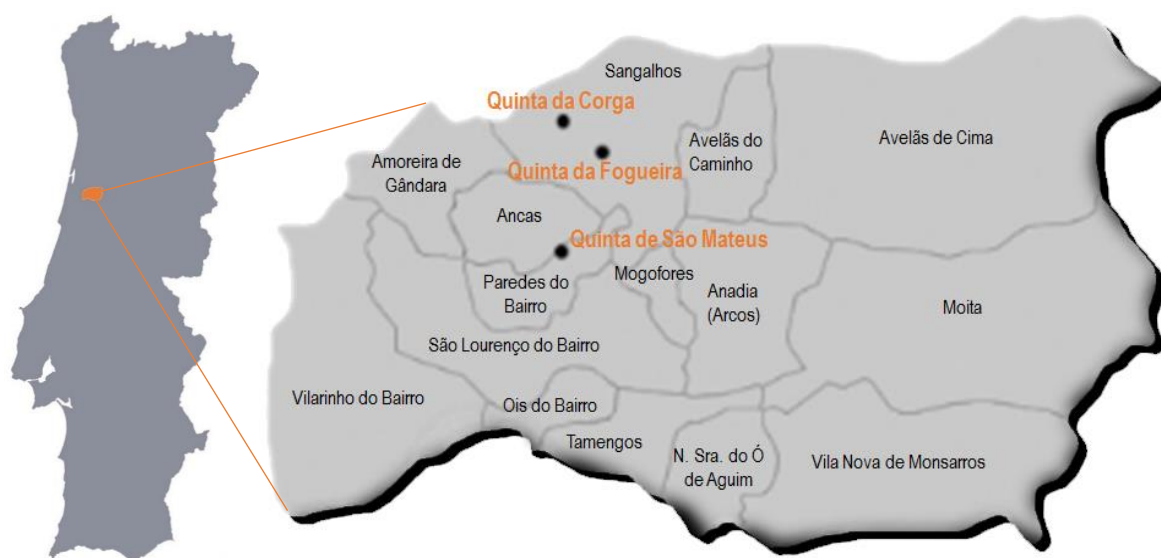 Sangalhos
Quinta da Corga
Avelãs do
Caminho
Avelãs de Cima
Amoreira de
Gândara
Quinta da Fogueira
Ancas
Quinta de São Mateus
Paredes do
Bairro
Mogofores
Anadia
(Arcos)
Moita
São Lourenço do Bairro
Vilarinho do Bairro
Ois do Bairro
Tamengos
N. Sra. do Ó
de Aguim
Vila Nova de Monsarros